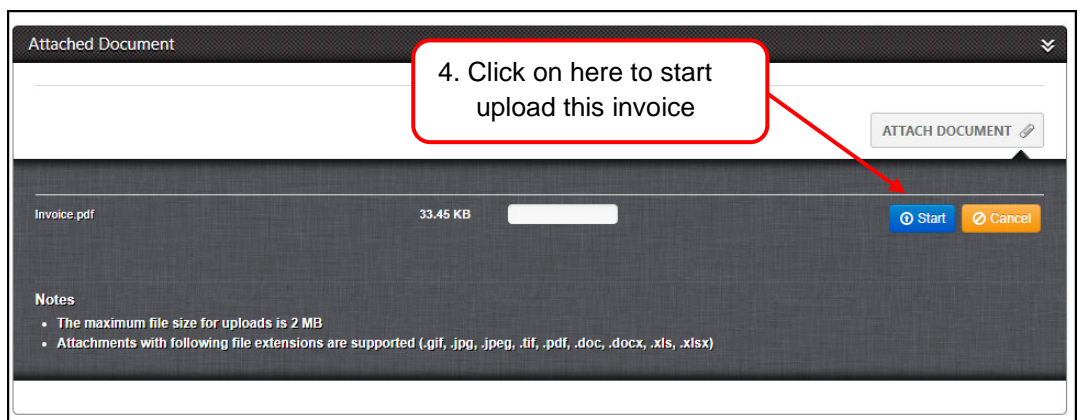 Attached Document
4. Click on here to start
upload this invoice
ATTACH DOCUMENT
Invoice.pdf 33.45 KB Start Cancel
Notes
• The maximum file size for uploads is 2 MB
• Attachments with following file extensions are supported (.gif, .jpg, .jpeg, .tif, .pdf, .doc, .docx, .xls, .xlsx)